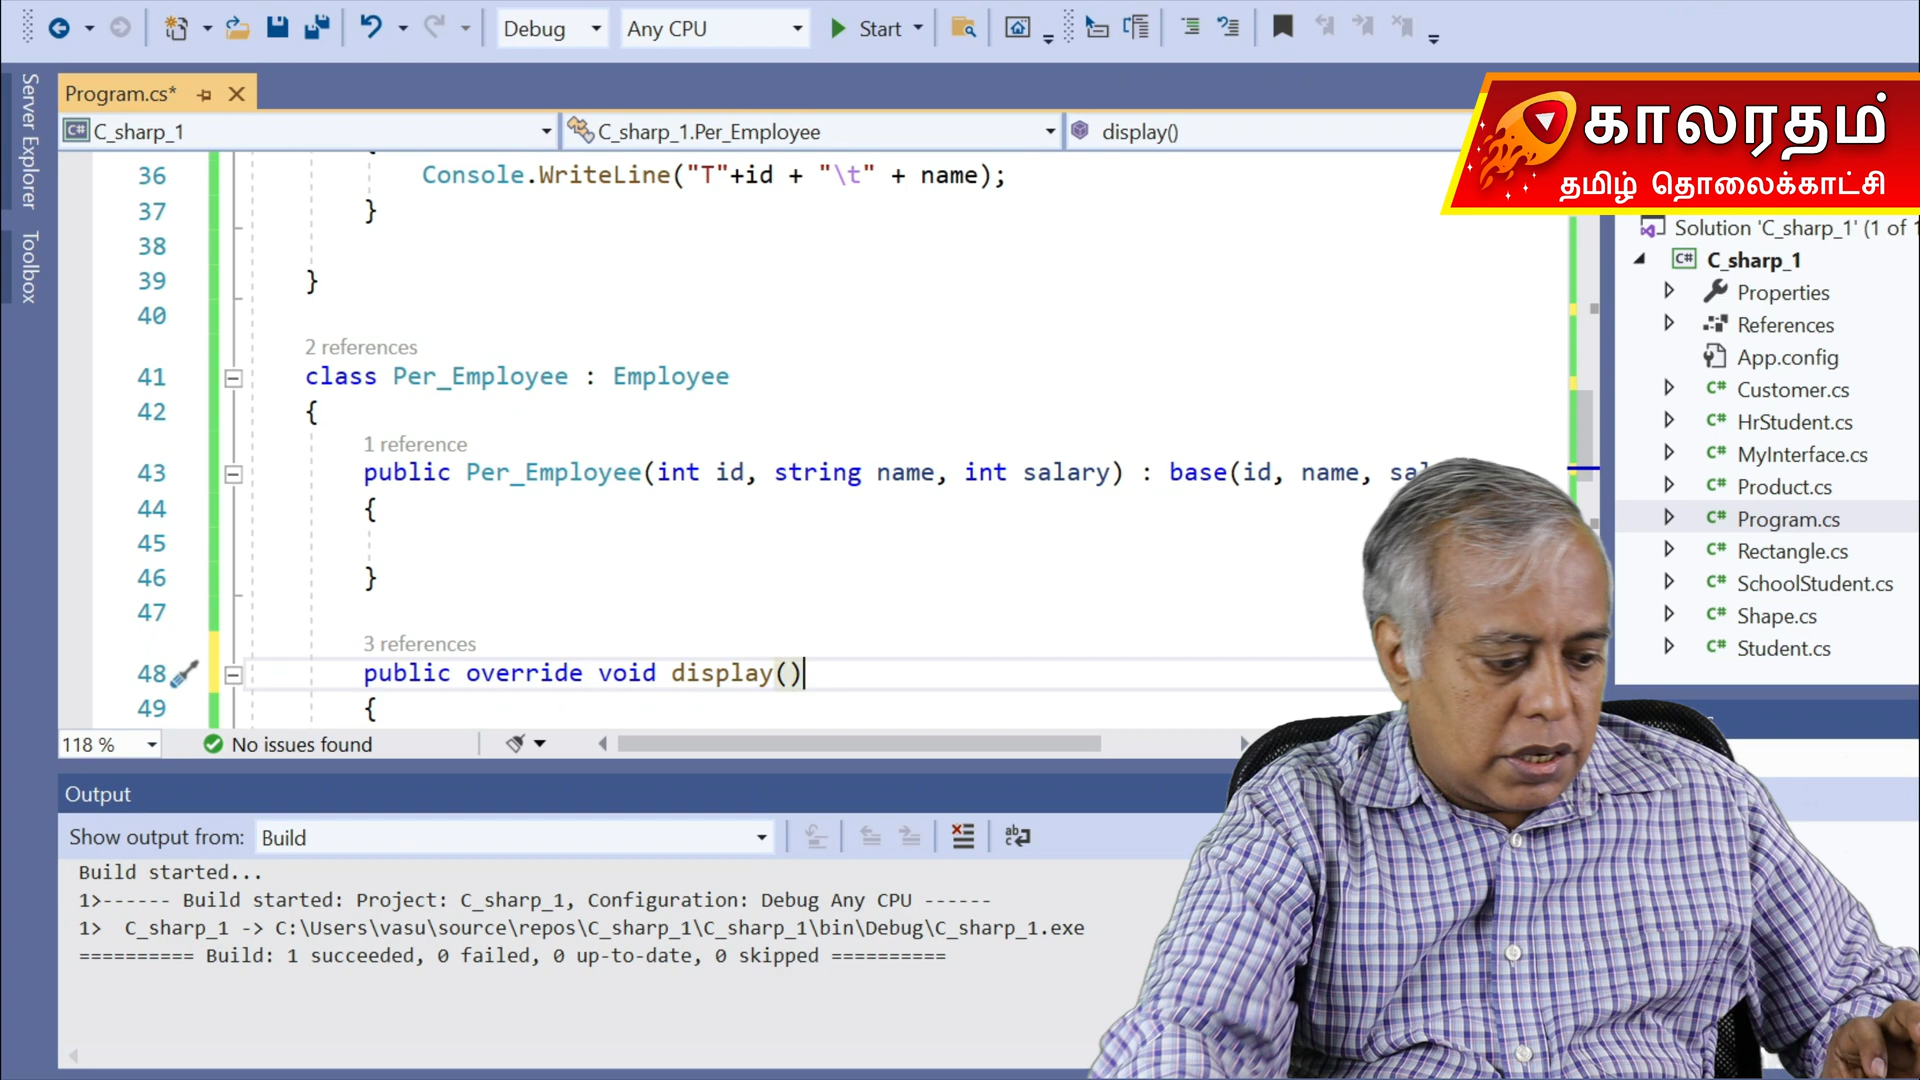 Debug
Any CPU
Start
Server Explorer
Toolbox
Program.cs*
C_sharp_1
C_sharp_1.Per_Employee
display()
காலரதம்
தமிழ் தொலைக்காட்சி
36 Console.WriteLine("T"+id + "\t" + name);
37 }
38
39 }
40
2 references
41 class Per_Employee : Employee
42 {
1 reference
43 public Per_Employee(int id, string name, int salary) : base(id, name, sal
44 {
45
46 }
47
3 references
48 public override void display()
49 {
118 %
No issues found
Solution 'C_sharp_1' (1 of 1
C_sharp_1
Properties
References
App.config
Customer.cs
HrStudent.cs
MyInterface.cs
Product.cs
Program.cs
Rectangle.cs
SchoolStudent.cs
Shape.cs
Student.cs
Output
Show output from: Build
Build started...
1>------ Build started: Project: C_sharp_1, Configuration: Debug Any CPU ------
1>  C_sharp_1 -> C:\Users\vasu\source\repos\C_sharp_1\C_sharp_1\bin\Debug\C_sharp_1.exe
========== Build: 1 succeeded, 0 failed, 0 up-to-date, 0 skipped ==========